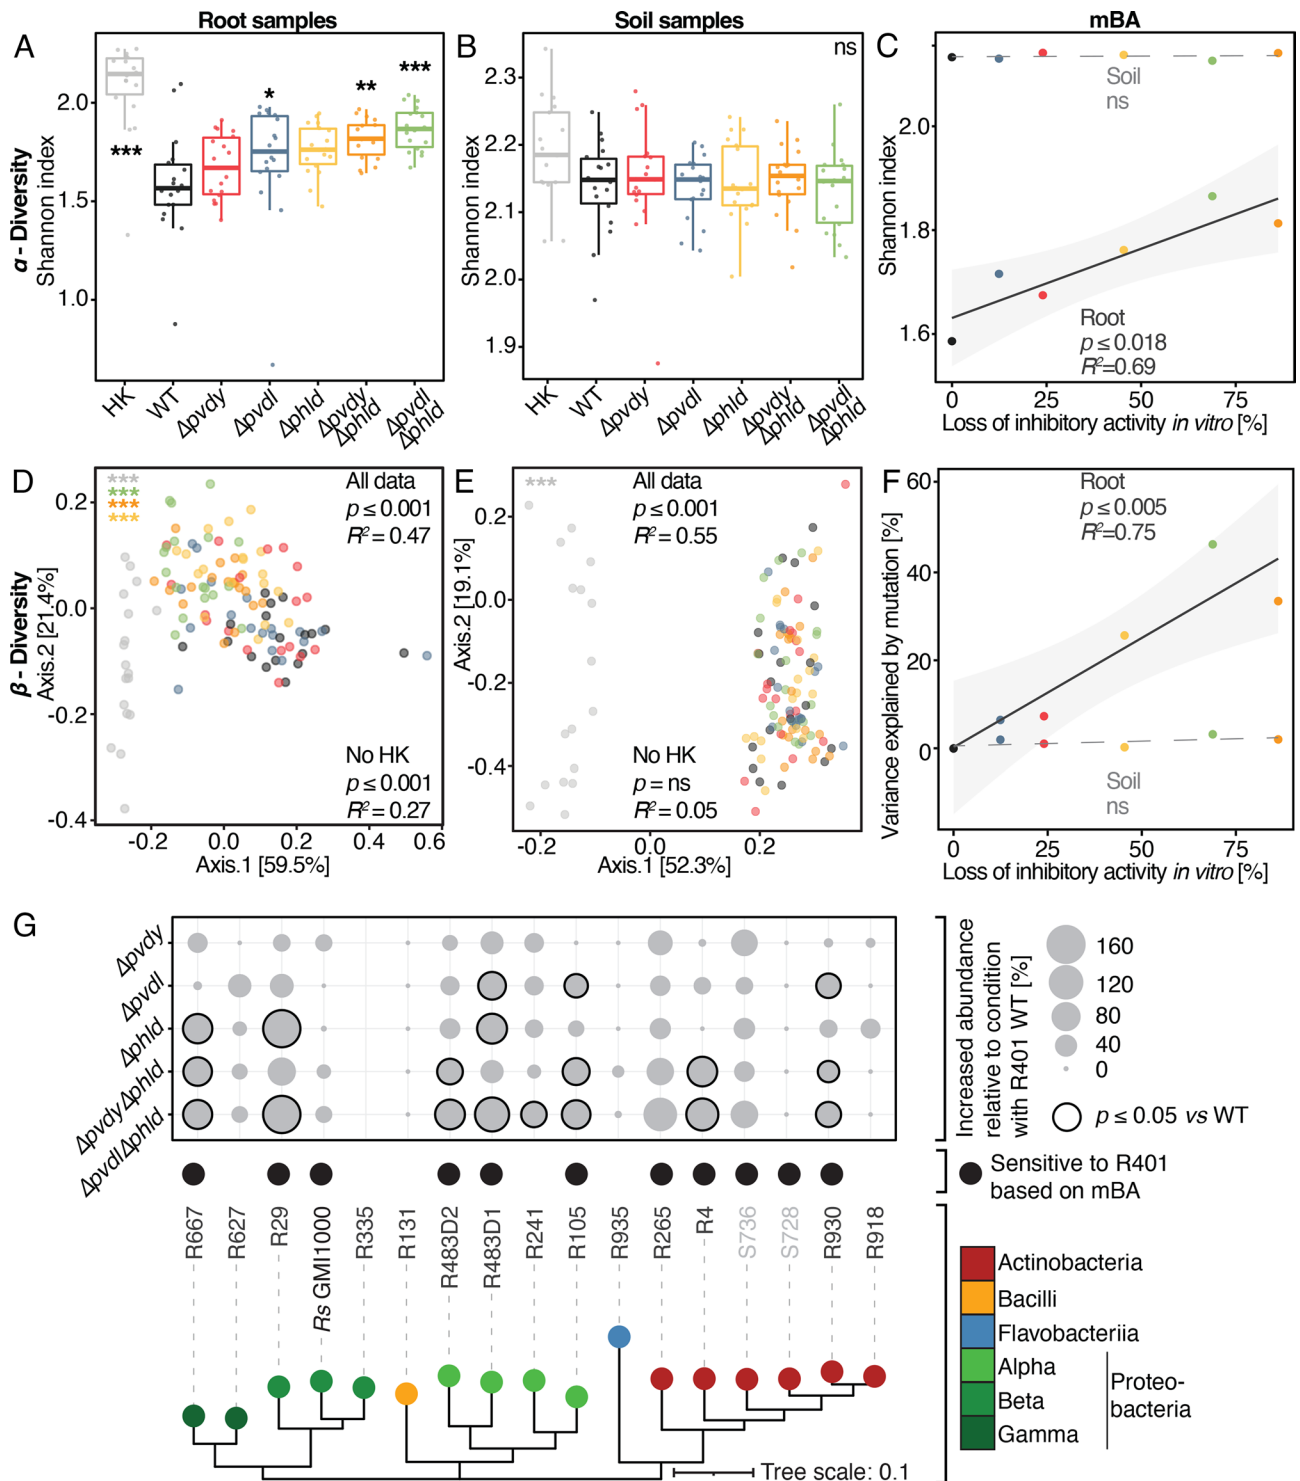 Root samples
Soil samples
mBA
A
B
C
α - Diversity
Shannon index
2.0
1.5
1.0
***
*
**
***
HK
WT
Δpvdy
Δpvdl
Δphld
Δpvdy
Δphld
Δpvdl
Δphld
Shannon index
2.3
2.2
2.1
2.0
1.9
ns
HK
WT
Δpvdy
Δpvdl
Δphld
Δpvdy
Δphld
Δpvdl
Δphld
Shannon index
2.0
1.8
1.6
Soil
ns
Root
p ≤ 0.018
R²=0.69
0
25
50
75
Loss of inhibitory activity in vitro [%]
D
E
F
β - Diversity
Axis.2 [21.4%]
0.2
0.0
-0.2
-0.4
***
***
***
***
All data
p ≤ 0.001
R² = 0.47
No HK
p ≤ 0.001
R² = 0.27
-0.2
0.0
0.2
0.4
0.6
Axis.1 [59.5%]
Axis.2 [19.1%]
0.2
0.0
-0.2
-0.4
***
All data
p ≤ 0.001
R² = 0.55
No HK
p = ns
R² = 0.05
-0.2
0.0
0.2
Axis.1 [52.3%]
Variance explained by mutation [%]
60
40
20
0
Root
p ≤ 0.005
R²=0.75
Soil
ns
0
25
50
75
Loss of inhibitory activity in vitro [%]
G
Δpvdy
Δpvdl
Δphld
ΔpvdyΔphld
ΔpvdlΔphld
Increased abundance
relative to condition
with R401 WT [%]
160
120
80
40
0
p ≤ 0.05 vs WT
Sensitive to R401
based on mBA
R667
R627
R29
Rs GMI1000
R335
R131
R483D2
R483D1
R241
R105
R935
R265
R4
S736
S728
R930
R918
Actinobacteria
Bacilli
Flavobacteriia
Alpha
Beta
Gamma
Proteo-
bacteria
Tree scale: 0.1